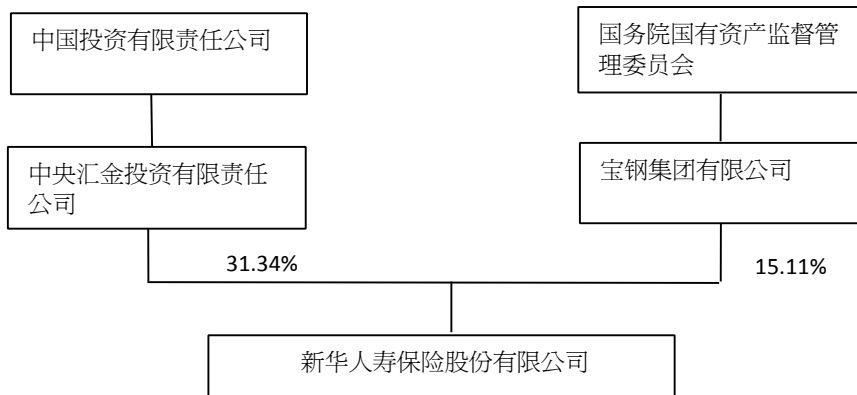 中国投资有限责任公司
国务院国有资产监督管
理委员会
中央汇金投资有限责任
公司
宝钢集团有限公司
31.34%
15.11%
新华人寿保险股份有限公司